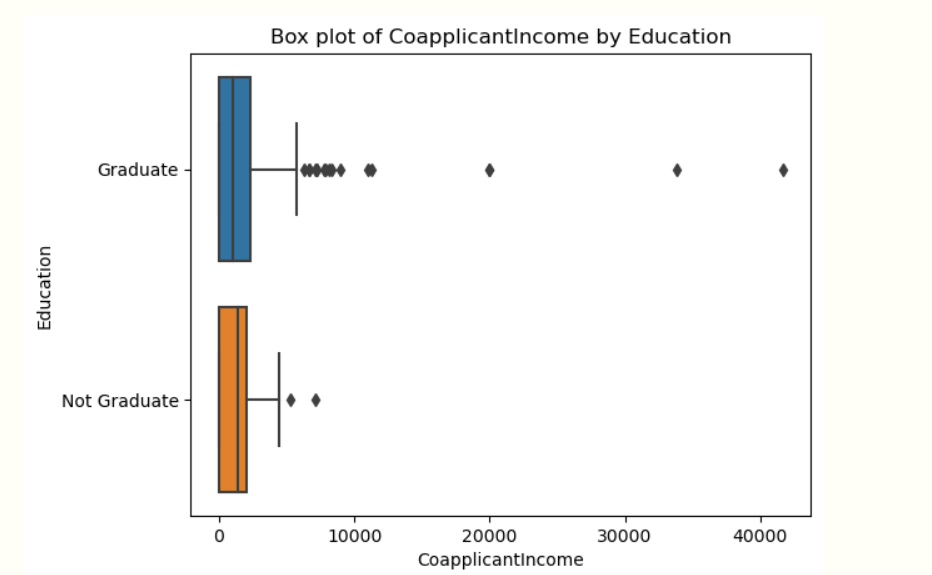 Box plot of CoapplicantIncome by Education
Graduate
Education
Not Graduate
0 10000 20000 30000 40000
CoapplicantIncome